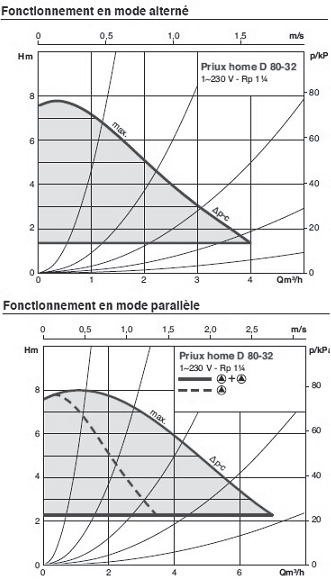 Fonctionnement en mode alterné
0 0,5 1,0 1,5 m/s
Hm p/kP
Priux home D 80-32
1~230 V - Rp 1¼
8 80
max.
6 60
4 40
Δp-c
2 20
0 0
0 1 2 3 4 Qm³/h
Fonctionnement en mode parallèle
0 0,5 1,0 1,5 2,0 2,5 m/s
Hm p/kPa
Priux home D 80-32
1~230 V - Rp 1¼
+
8 80
max.
6 60
Δp-c
4 40
2 20
0 0
0 2 4 6 Qm³/h